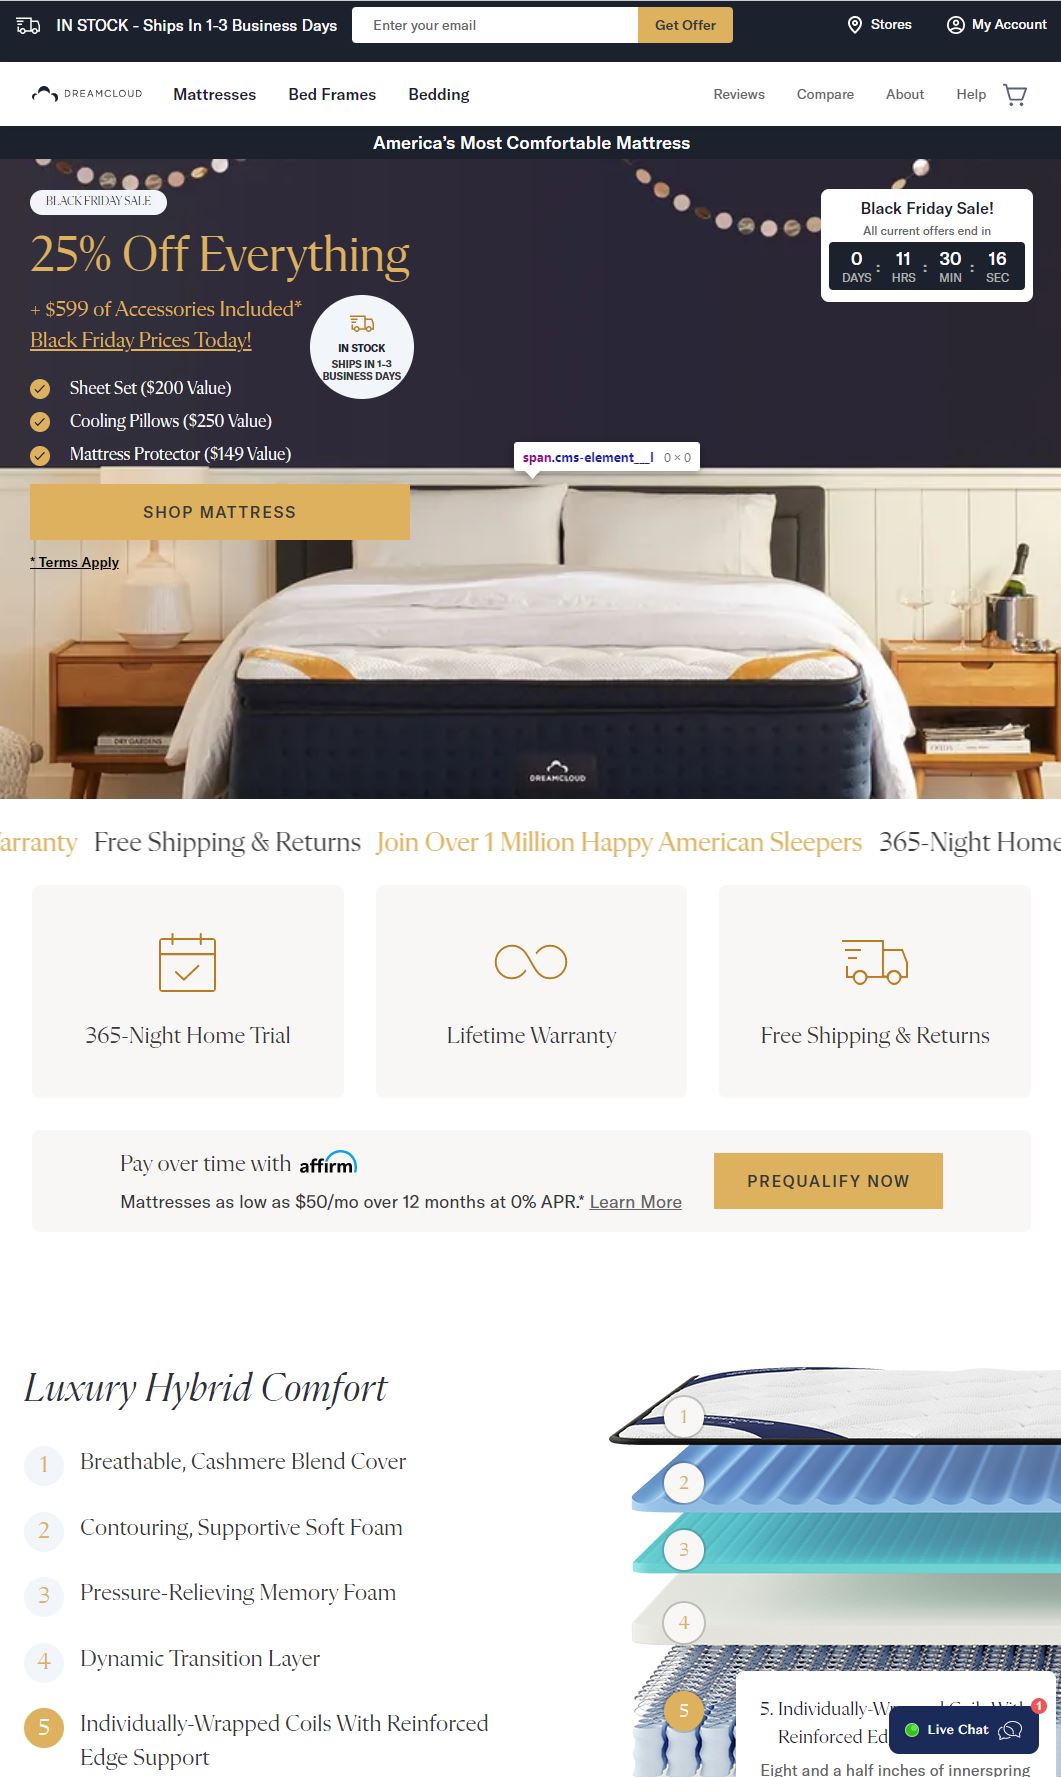 IN STOCK - Ships In 1-3 Business Days
Enter your email
Get Offer
Stores
My Account
DREAMCLOUD
Mattresses
Bed Frames
Bedding
Reviews
Compare
About
Help
America's Most Comfortable Mattress
BLACK FRIDAY SALE
25% Off Everything
+ $599 of Accessories Included*
Black Friday Prices Today!
IN STOCK
SHIPS IN 1-3
BUSINESS DAYS
Sheet Set ($200 Value)
Cooling Pillows ($250 Value)
Mattress Protector ($149 Value)
SHOP MATTRESS
* Terms Apply
Black Friday Sale!
All current offers end in
0 : 11 : 30 : 16
DAYS HRS MIN SEC
span.cms-element___l 0 × 0
DRY GARDENS
DREAMCLOUD
arranty Free Shipping & Returns Join Over 1 Million Happy American Sleepers 365-Night Home
365-Night Home Trial
Lifetime Warranty
Free Shipping & Returns
Pay over time with affirm
Mattresses as low as $50/mo over 12 months at 0% APR.* Learn More
PREQUALIFY NOW
Luxury Hybrid Comfort
1 Breathable, Cashmere Blend Cover
2 Contouring, Supportive Soft Foam
3 Pressure-Relieving Memory Foam
4 Dynamic Transition Layer
5 Individually-Wrapped Coils With Reinforced
Edge Support
1
2
3
4
5
5. Individually-W
Reinforced Ed
Eight and a half inches of innerspring
Live Chat
1